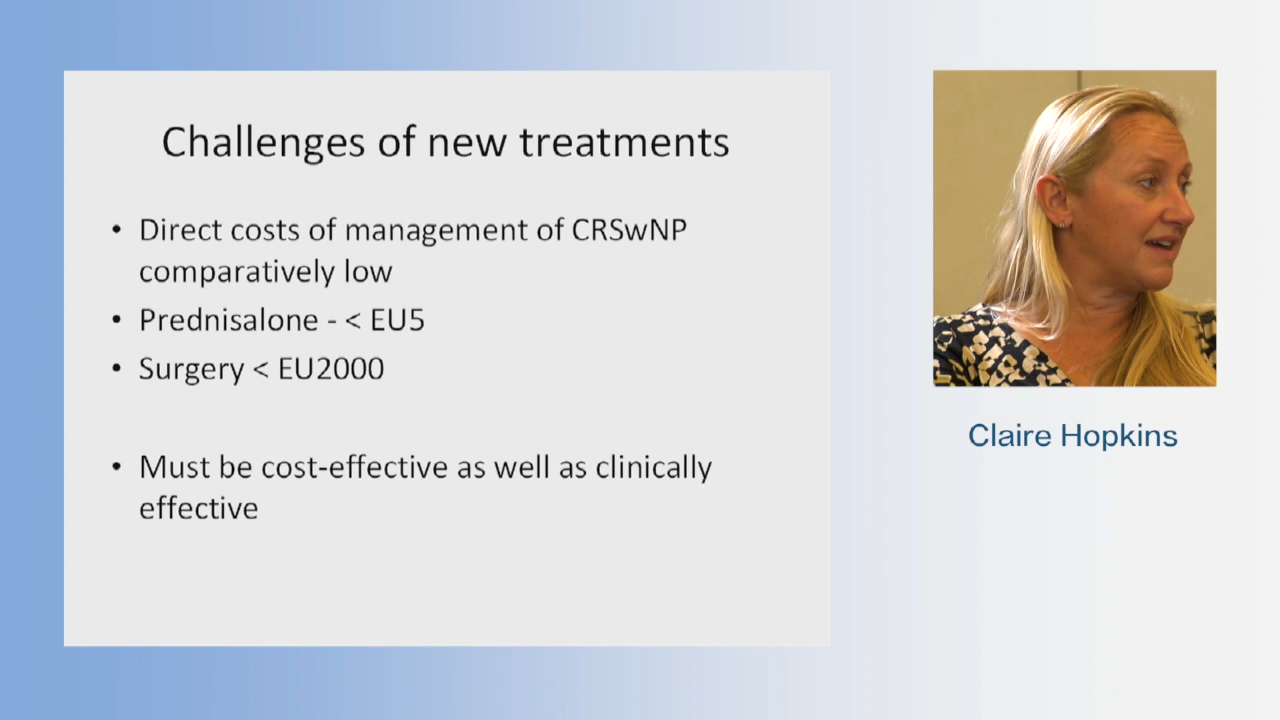 Challenges of new treatments
• Direct costs of management of CRSwNP
comparatively low
• Prednisalone - < EU5
• Surgery < EU2000
• Must be cost-effective as well as clinically
effective
Claire Hopkins